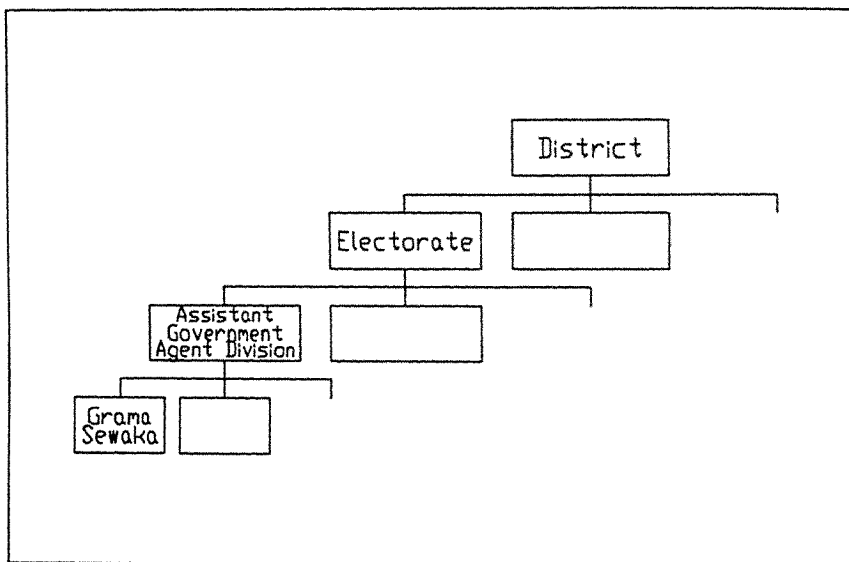 District
Electorate
Assistant
Government
Agent Division
Grama
Sewaka